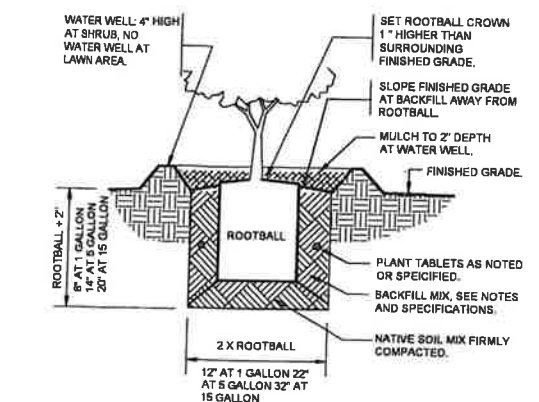 WATER WELL: 4" HIGH
AT SHRUB, NO
WATER WELL AT
LAWN AREA.
SET ROOTBALL CROWN
1 " HIGHER THAN
SURROUNDING
FINISHED GRADE.
SLOPE FINISHED GRADE
AT BACKFILL AWAY FROM
ROOTBALL.
MULCH TO 2" DEPTH
AT WATER WELL.
FINISHED GRADE.
ROOTBALL + 2"
8" AT 1 GALLON
14" AT 5 GALLON
20" AT 15 GALLON
ROOTBALL
PLANT TABLETS AS NOTED
OR SPEICIFIED.
BACKFILL MIX, SEE NOTES
AND SPECIFICATIONS.
NATIVE SOIL MIX FIRMLY
COMPACTED.
2 X ROOTBALL
12" AT 1 GALLON 22"
AT 5 GALLON 32" AT
15 GALLON